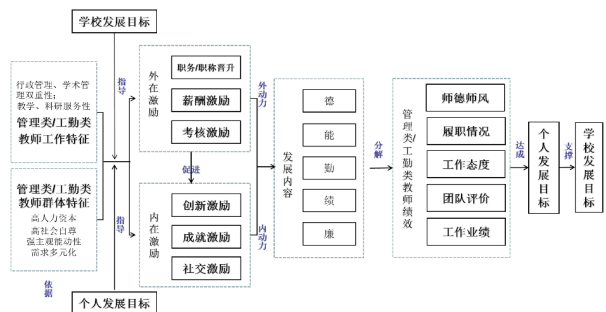 学校发展目标
行政管理、学术管
理双重性；
教学、科研服务性
管理类/工勤类
教师工作特征
管理类/工勤类
教师群体特征
高人力资本
高社会自尊
强主观能动性
需求多元化
依据
个人发展目标
指导
指导
外在激励
职务/职称晋升
薪酬激励
考核激励
促进
内在激励
创新激励
成就激励
社交激励
外动力
内动力
发展内容
德
能
勤
绩
廉
分解
管理类/工勤类教师绩效
师德师风
履职情况
工作态度
团队评价
工作业绩
达成
个人发展目标
支撑
学校发展目标